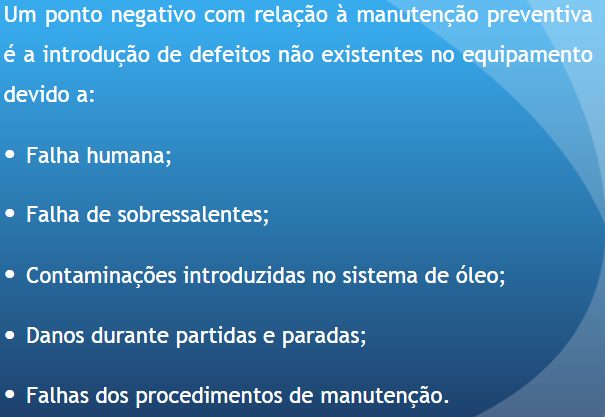 Um ponto negativo com relação à manutenção preventiva
é a introdução de defeitos não existentes no equipamento
devido a:
• Falha humana;
• Falha de sobressalentes;
• Contaminações introduzidas no sistema de óleo;
• Danos durante partidas e paradas;
• Falhas dos procedimentos de manutenção.